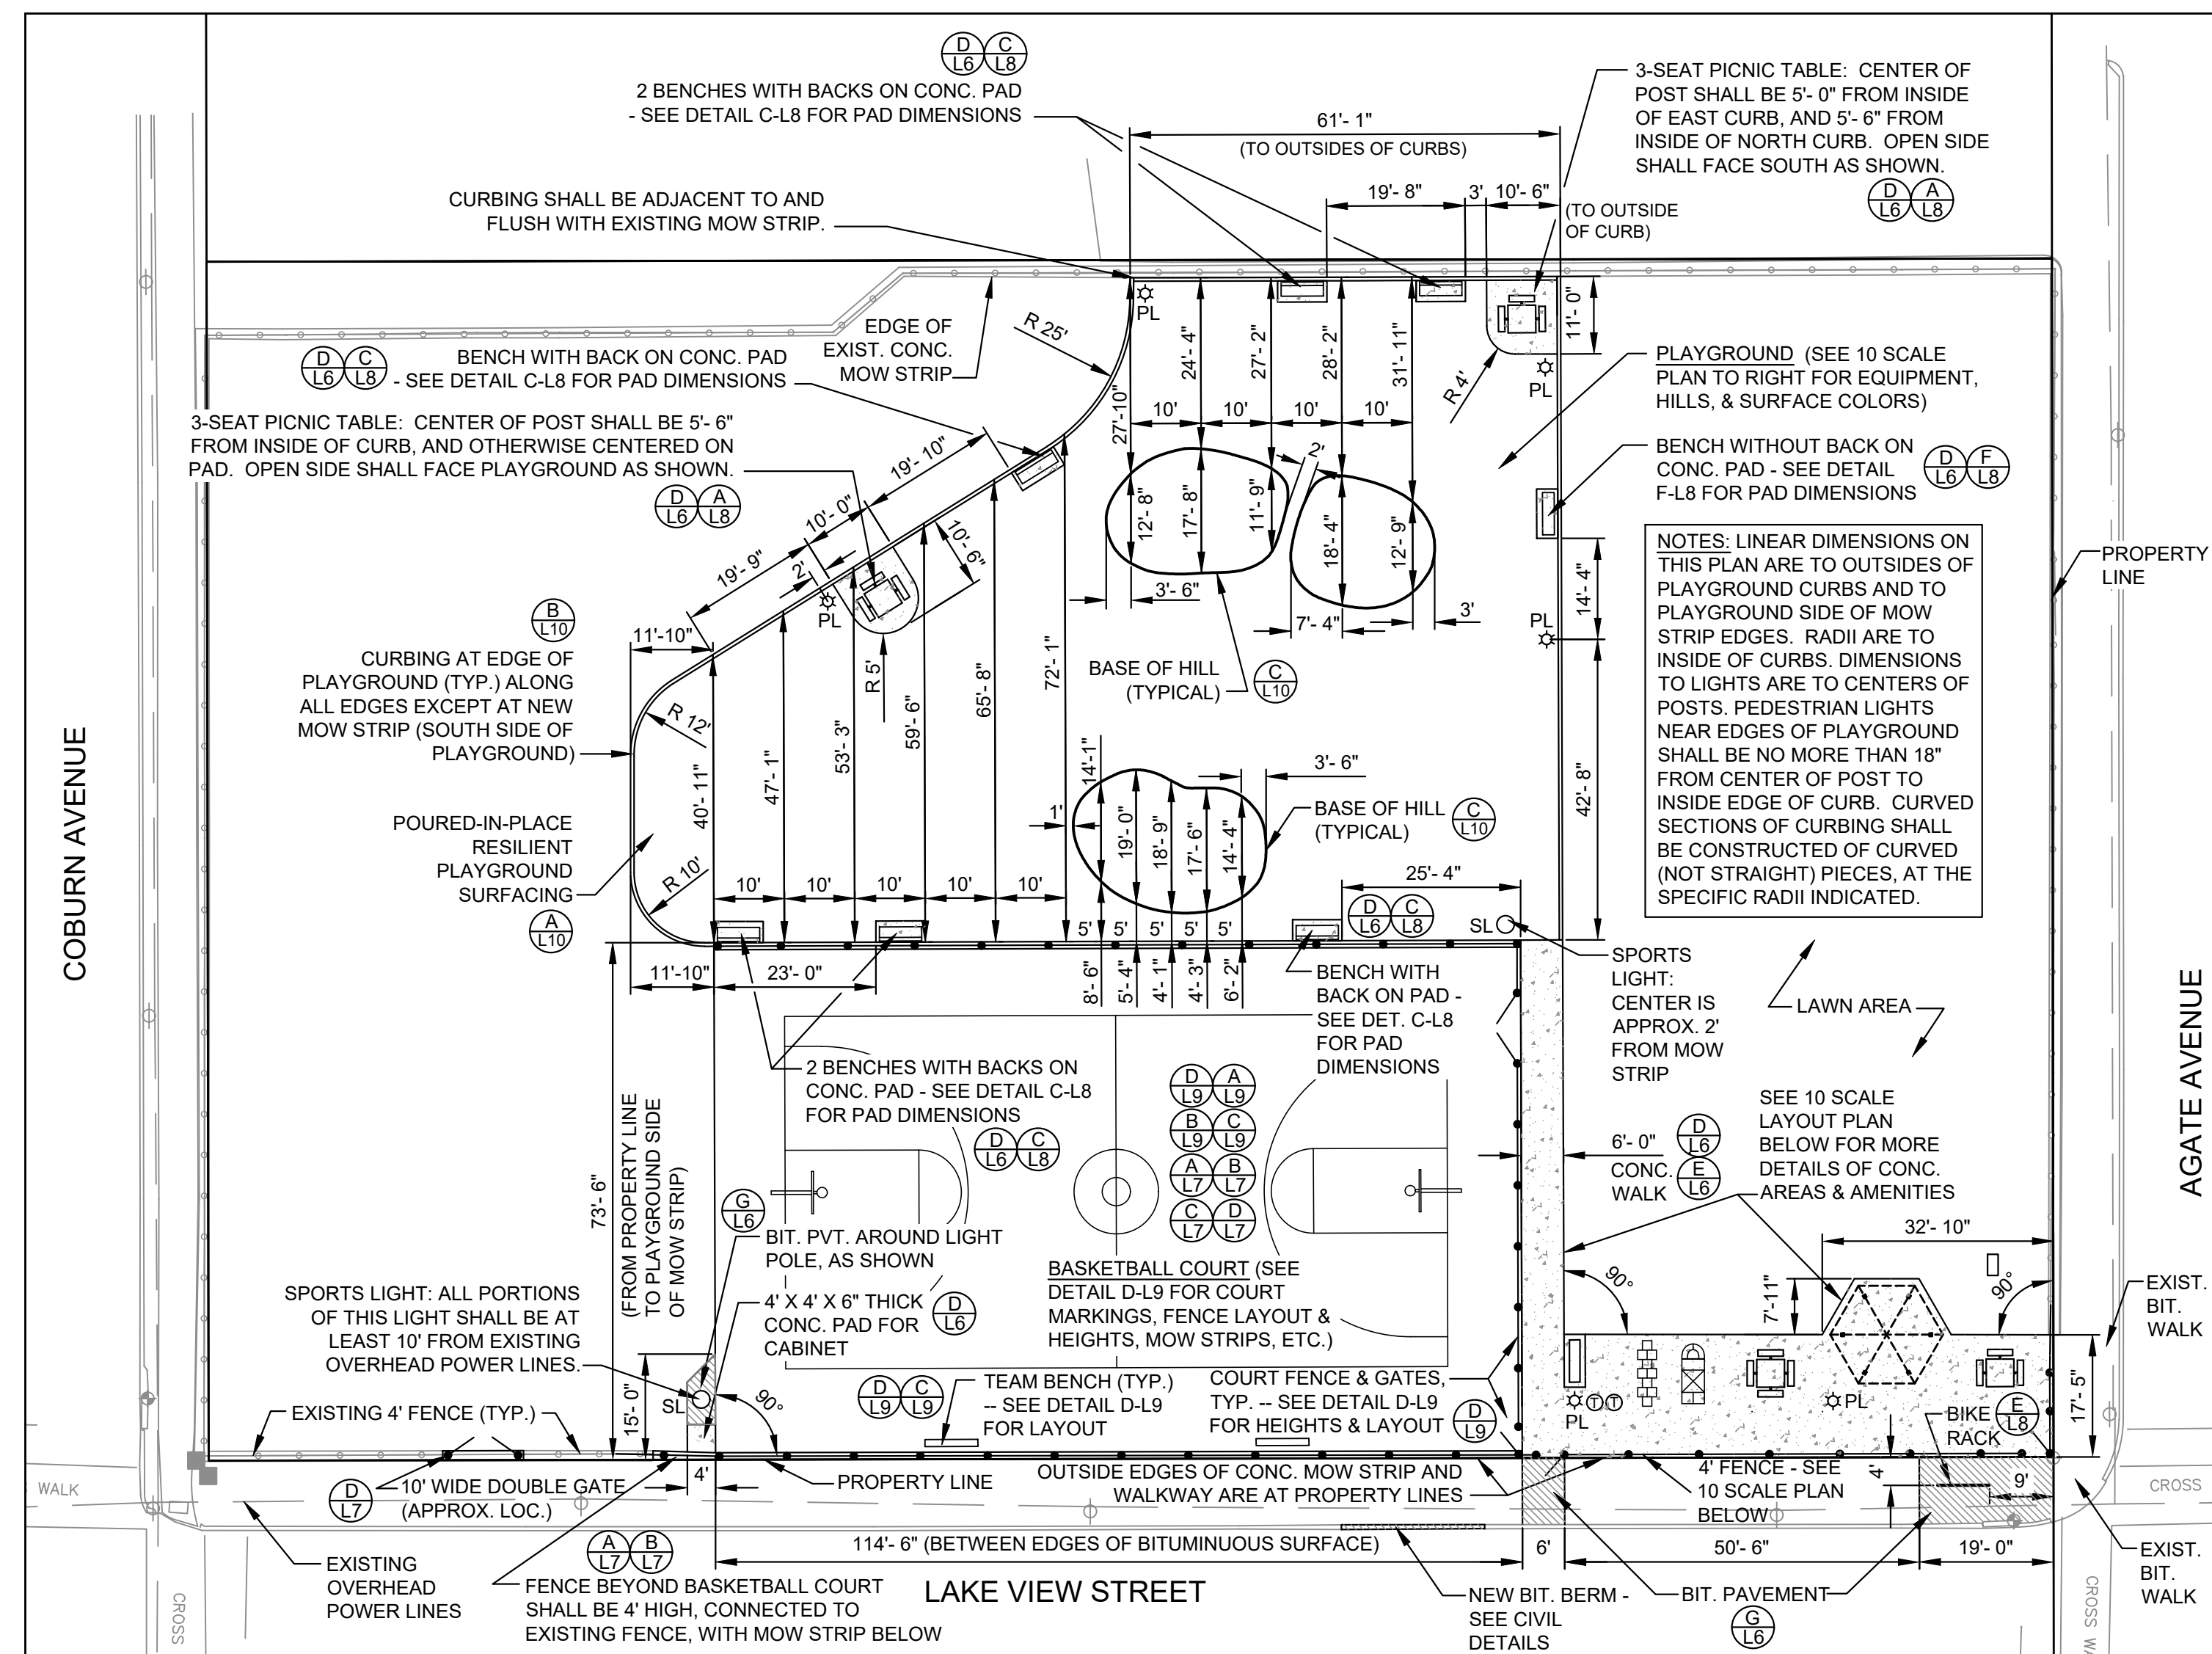 D
L6
C
L8
2 BENCHES WITH BACKS ON CONC. PAD
- SEE DETAIL C-L8 FOR PAD DIMENSIONS
61'- 1"
(TO OUTSIDES OF CURBS)
19'- 8"
3'
10'- 6"
(TO OUTSIDE
OF CURB)
3-SEAT PICNIC TABLE: CENTER OF
POST SHALL BE 5'- 0" FROM INSIDE
OF EAST CURB, AND 5'- 6" FROM
INSIDE OF NORTH CURB. OPEN SIDE
SHALL FACE SOUTH AS SHOWN.
D
L6
A
L8
CURBING SHALL BE ADJACENT TO AND
FLUSH WITH EXISTING MOW STRIP.
EDGE OF
EXIST. CONC.
MOW STRIP
R 25'
PL
24'- 4"
27'- 2"
28'- 2"
31'- 11"
27'- 10"
10'
10'
10'
10'
11'- 0"
R 4'
PL
D
L6
C
L8
BENCH WITH BACK ON CONC. PAD
- SEE DETAIL C-L8 FOR PAD DIMENSIONS
3-SEAT PICNIC TABLE: CENTER OF POST SHALL BE 5'- 6"
FROM INSIDE OF CURB, AND OTHERWISE CENTERED ON
PAD. OPEN SIDE SHALL FACE PLAYGROUND AS SHOWN.
D
L6
A
L8
PLAYGROUND (SEE 10 SCALE
PLAN TO RIGHT FOR EQUIPMENT,
HILLS, & SURFACE COLORS)
BENCH WITHOUT BACK ON
CONC. PAD - SEE DETAIL
F-L8 FOR PAD DIMENSIONS
D
L6
F
L8
19'- 10"
10'- 0"
19'- 9"
2'
10'- 6"
PL
R 5'
12'- 8"
17'- 8"
11'- 9"
2'
18'- 4"
12'- 9"
3'- 6"
7'- 4"
3'
14'- 4"
PL
42'- 8"
NOTES: LINEAR DIMENSIONS ON
THIS PLAN ARE TO OUTSIDES OF
PLAYGROUND CURBS AND TO
PLAYGROUND SIDE OF MOW
STRIP EDGES. RADII ARE TO
INSIDE OF CURBS. DIMENSIONS
TO LIGHTS ARE TO CENTERS OF
POSTS. PEDESTRIAN LIGHTS
NEAR EDGES OF PLAYGROUND
SHALL BE NO MORE THAN 18"
FROM CENTER OF POST TO
INSIDE EDGE OF CURB. CURVED
SECTIONS OF CURBING SHALL
BE CONSTRUCTED OF CURVED
(NOT STRAIGHT) PIECES, AT THE
SPECIFIC RADII INDICATED.
PROPERTY
LINE
B
L10
CURBING AT EDGE OF
PLAYGROUND (TYP.) ALONG
ALL EDGES EXCEPT AT NEW
MOW STRIP (SOUTH SIDE OF
PLAYGROUND)
11'-10"
R 12'
BASE OF HILL
(TYPICAL)
C
L10
COBURN AVENUE
POURED-IN-PLACE
RESILIENT
PLAYGROUND
SURFACING
A
L10
R 10'
40'- 11"
47'- 1"
53'- 3"
59'- 6"
65'- 8"
72'- 1"
10'
10'
10'
10'
10'
1'
14'-1"
19'- 0"
18'- 9"
17'- 6"
14'- 4"
3'- 6"
BASE OF HILL
(TYPICAL)
C
L10
5'
5'
5'
5'
5'
8'- 6"
5'- 4"
4'- 1"
4'- 3"
6'- 2"
25'- 4"
D
L6
C
L8
SL
BENCH WITH
BACK ON PAD -
SEE DET. C-L8
FOR PAD
DIMENSIONS
SPORTS
LIGHT:
CENTER IS
APPROX. 2'
FROM MOW
STRIP
LAWN AREA
AGATE AVENUE
11'-10"
23'- 0"
2 BENCHES WITH BACKS ON
CONC. PAD - SEE DETAIL C-L8
FOR PAD DIMENSIONS
D
L6
C
L8
73'- 6"
(FROM PROPERTY LINE
TO PLAYGROUND SIDE
OF MOW STRIP)
D
L9
A
L9
B
L9
C
L9
A
L7
B
L7
C
L7
D
L7
6'- 0"
CONC.
WALK
D
L6
E
L6
SEE 10 SCALE
LAYOUT PLAN
BELOW FOR MORE
DETAILS OF CONC.
AREAS & AMENITIES
G
L6
BIT. PVT. AROUND LIGHT
POLE, AS SHOWN
BASKETBALL COURT (SEE
DETAIL D-L9 FOR COURT
MARKINGS, FENCE LAYOUT &
HEIGHTS, MOW STRIPS, ETC.)
32'- 10"
90°
7'-11"
90°
SPORTS LIGHT: ALL PORTIONS
OF THIS LIGHT SHALL BE AT
LEAST 10' FROM EXISTING
OVERHEAD POWER LINES.
4' X 4' X 6" THICK
CONC. PAD FOR
CABINET
D
L6
15'- 0"
SL
90°
D
L9
C
L9
TEAM BENCH (TYP.)
-- SEE DETAIL D-L9
FOR LAYOUT
COURT FENCE & GATES,
TYP. -- SEE DETAIL D-L9
FOR HEIGHTS & LAYOUT
D
L9
PL
T
T
PL
BIKE
RACK
E
L8
17'- 5"
EXIST.
BIT.
WALK
EXISTING 4' FENCE (TYP.)
WALK
D
L7
10' WIDE DOUBLE GATE
(APPROX. LOC.)
4'
PROPERTY LINE
OUTSIDE EDGES OF CONC. MOW STRIP AND
WALKWAY ARE AT PROPERTY LINES
4' FENCE - SEE
10 SCALE PLAN
BELOW
4'
9'
CROSS
114'- 6" (BETWEEN EDGES OF BITUMINUOUS SURFACE)
6'
50'- 6"
19'- 0"
EXISTING
OVERHEAD
POWER LINES
A
L7
B
L7
FENCE BEYOND BASKETBALL COURT
SHALL BE 4' HIGH, CONNECTED TO
EXISTING FENCE, WITH MOW STRIP BELOW
LAKE VIEW STREET
NEW BIT. BERM -
SEE CIVIL
DETAILS
BIT. PAVEMENT
G
L6
EXIST.
BIT.
WALK
CROSS
CROSS